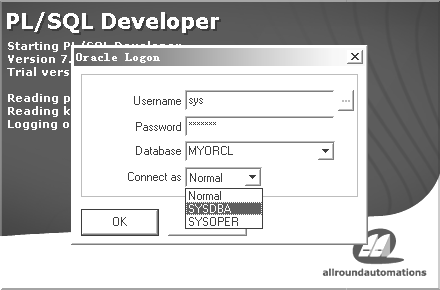 PL/SQL Developer
Starting PL/SQL Developer
Version 7.
Trial vers
Reading p
Reading k
Logging o
Oracle Logon
Username sys ...
Password *******
Database MYORCL
Connect as Normal
Normal
SYSDBA
SYSOPER
OK
allroundautomations